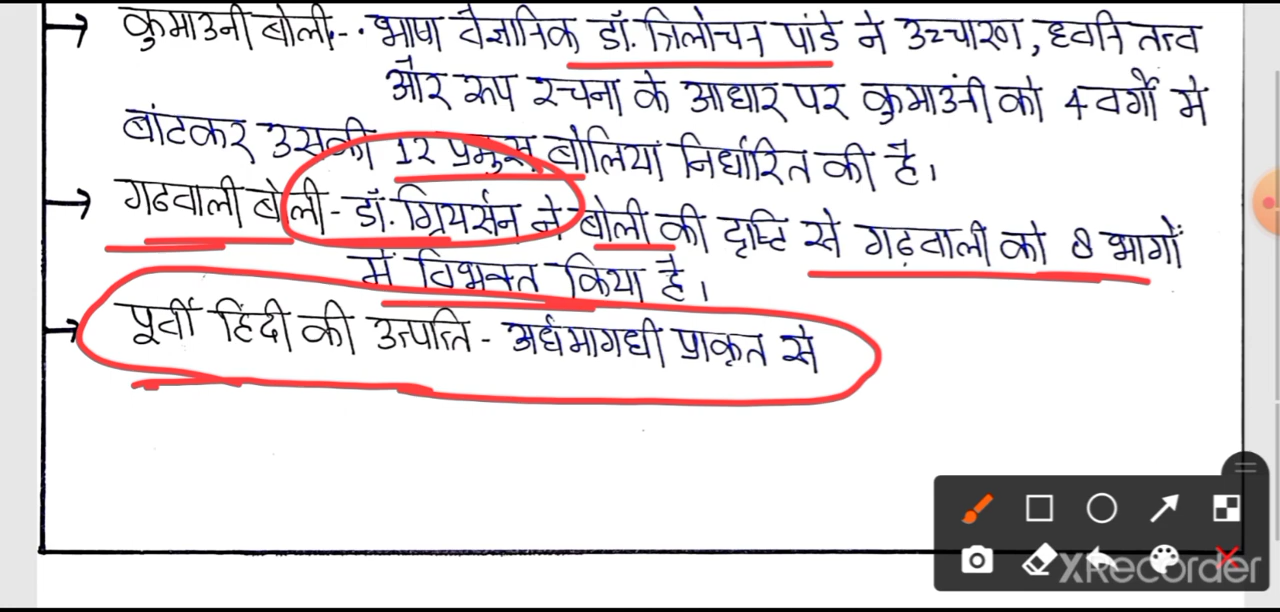 → कुमाउनी बोली:- भाषा वैज्ञानिक डॉ. त्रिलोचन पांडे ने उच्चारण, ध्वनि तत्व
और रूप रचना के आधार पर कुमाउंनी को 4 वर्गों मे
बांटकर उसकी 12 प्रमुख बोलियां निर्धारित की है।
→ गढवाली बोली - डॉ. ग्रियर्सन ने बोली की दृष्टि से गढ़वाली को 8 भागों
में विभक्त किया है।
→ पूर्वी हिंदी की उत्पत्ति - अर्धमागधी प्राकृत से
XRecorder